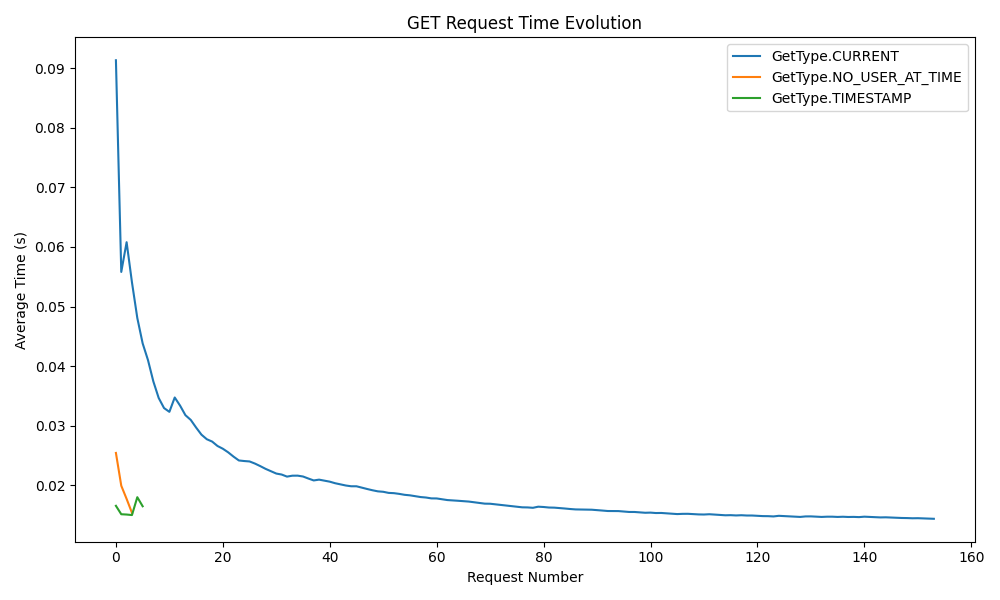 GET Request Time Evolution
GetType.CURRENT
GetType.NO_USER_AT_TIME
GetType.TIMESTAMP
Average Time (s)
0.09
0.08
0.07
0.06
0.05
0.04
0.03
0.02
0 20 40 60 80 100 120 140 160
Request Number